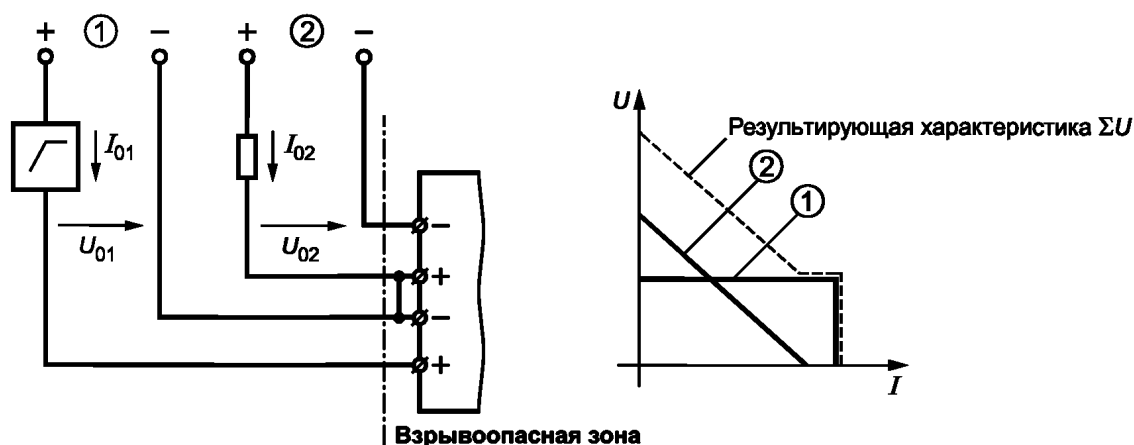 + 1 − + 2 −
I01 I02
U01 U02
−
+
−
+
Взрывоопасная зона
U
Результирующая характеристика ΣU
2
1
I